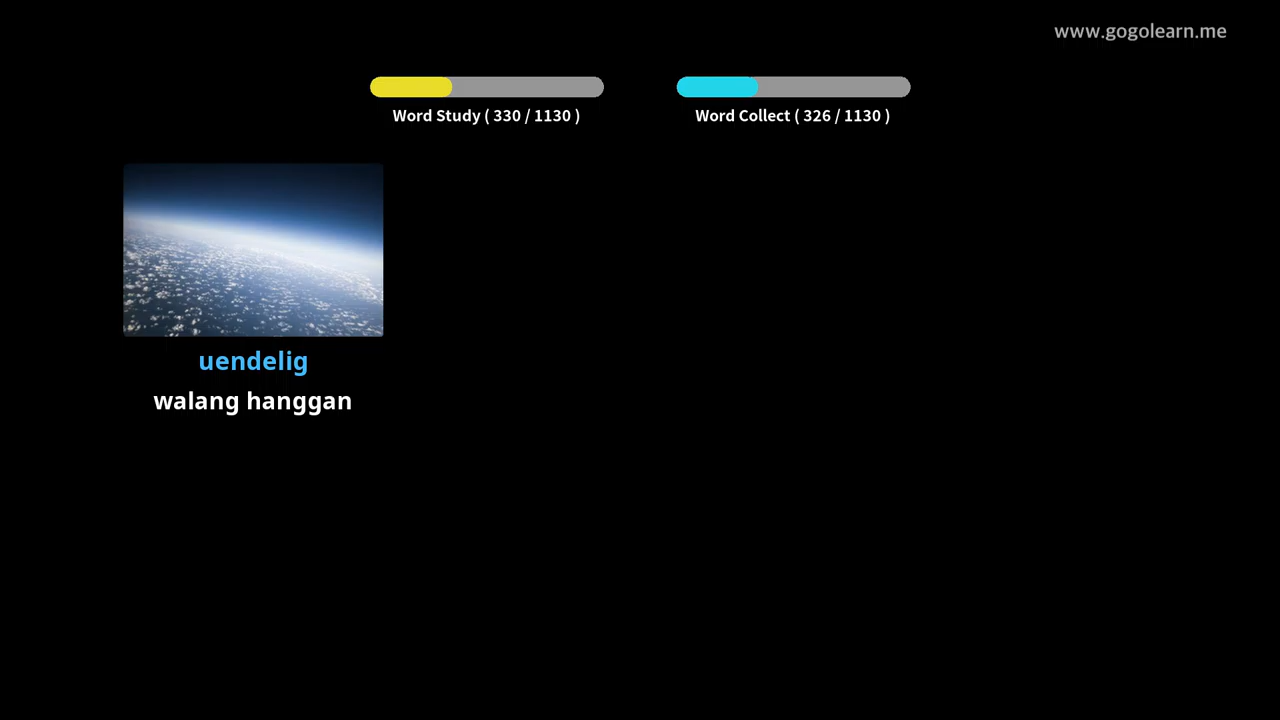 www.gogolearn.me
Word Study ( 330 / 1130 )
Word Collect ( 326 / 1130 )
uendelig
walang hanggan